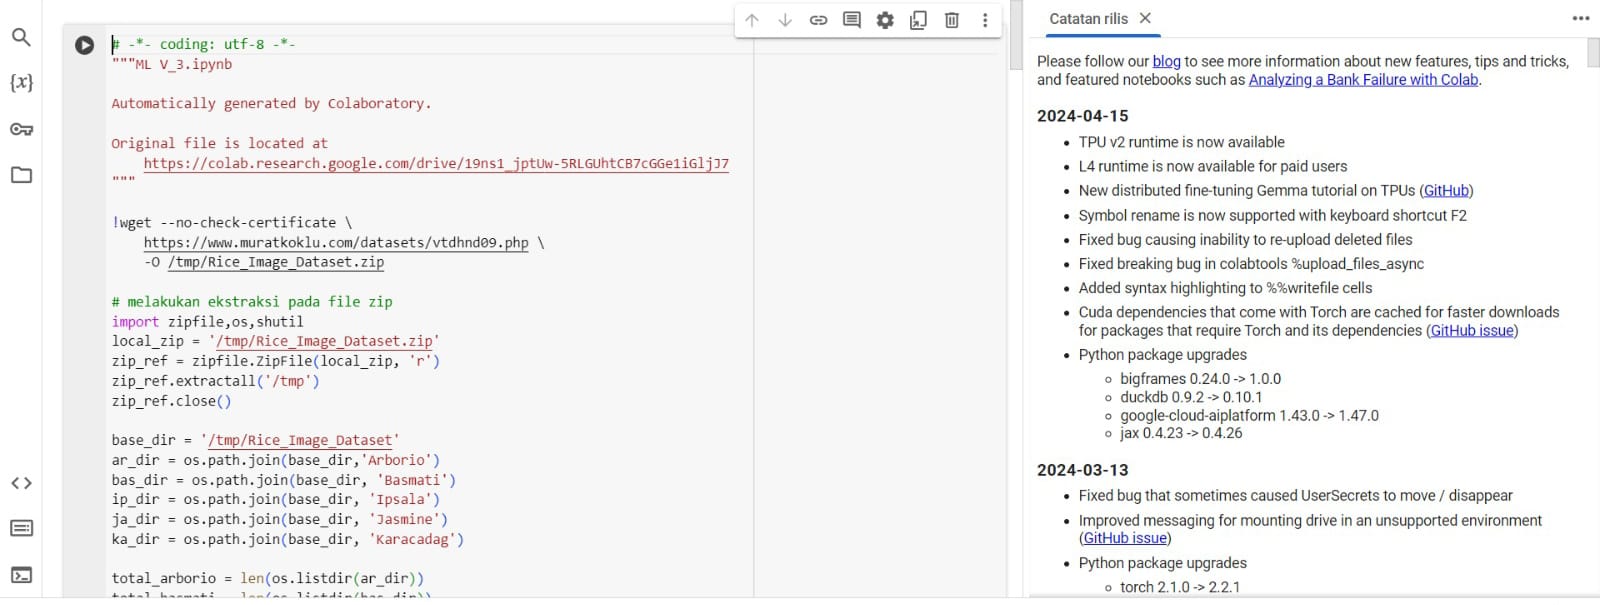 # -*- coding: utf-8 -*-
"""ML V_3.ipynb
Automatically generated by Colaboratory.
Original file is located at
https://colab.research.google.com/drive/19ns1_jptUw-5RLGUhtCB7cGGe1iGljJ7
"""
!wget --no-check-certificate \
https://www.muratkoklu.com/datasets/vtdhnd09.php \
-O /tmp/Rice_Image_Dataset.zip
# melakukan ekstraksi pada file zip
import zipfile,os,shutil
local_zip = '/tmp/Rice_Image_Dataset.zip'
zip_ref = zipfile.ZipFile(local_zip, 'r')
zip_ref.extractall('/tmp')
zip_ref.close()
base_dir = '/tmp/Rice_Image_Dataset'
ar_dir = os.path.join(base_dir,'Arborio')
bas_dir = os.path.join(base_dir, 'Basmati')
ip_dir = os.path.join(base_dir, 'Ipsala')
ja_dir = os.path.join(base_dir, 'Jasmine')
ka_dir = os.path.join(base_dir, 'Karacadag')
total_arborio = len(os.listdir(ar_dir))
total_basmati = len(os.listdir(bas_dir))
Catatan rilis
Please follow our blog to see more information about new features, tips and tricks,
and featured notebooks such as Analyzing a Bank Failure with Colab.
2024-04-15
TPU v2 runtime is now available
L4 runtime is now available for paid users
New distributed fine-tuning Gemma tutorial on TPUs (GitHub)
Symbol rename is now supported with keyboard shortcut F2
Fixed bug causing inability to re-upload deleted files
Fixed breaking bug in colabtools %upload_files_async
Added syntax highlighting to %%writefile cells
Cuda dependencies that come with Torch are cached for faster downloads
for packages that require Torch and its dependencies (GitHub issue)
Python package upgrades
bigframes 0.24.0 -> 1.0.0
duckdb 0.9.2 -> 0.10.1
google-cloud-aiplatform 1.43.0 -> 1.47.0
jax 0.4.23 -> 0.4.26
2024-03-13
Fixed bug that sometimes caused UserSecrets to move / disappear
Improved messaging for mounting drive in an unsupported environment
(GitHub issue)
Python package upgrades
torch 2.1.0 -> 2.2.1